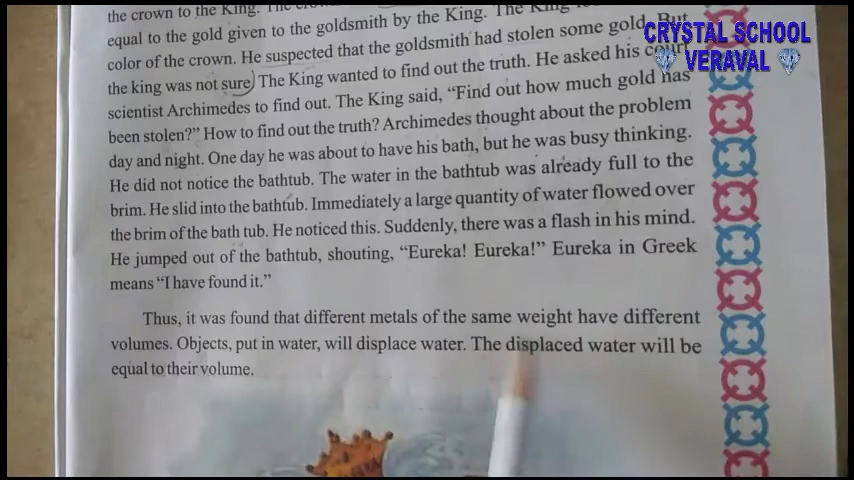 the crown to the King. The
equal to the gold given to the goldsmith by the King. The King
color of the crown. He suspected that the goldsmith had stolen some gold. But
the king was not sure. The King wanted to find out the truth. He asked his court
scientist Archimedes to find out. The King said, “Find out how much gold has
been stolen?” How to find out the truth? Archimedes thought about the problem
day and night. One day he was about to have his bath, but he was busy thinking.
He did not notice the bathtub. The water in the bathtub was already full to the
brim. He slid into the bathtub. Immediately a large quantity of water flowed over
the brim of the bath tub. He noticed this. Suddenly, there was a flash in his mind.
He jumped out of the bathtub, shouting, “Eureka! Eureka!” Eureka in Greek
means “I have found it.”
Thus, it was found that different metals of the same weight have different
volumes. Objects, put in water, will displace water. The displaced water will be
equal to their volume.
CRYSTAL SCHOOL
VERAVAL